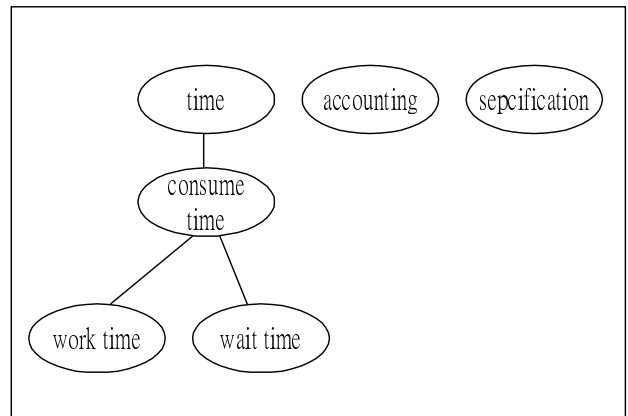 time
accounting
sepcification
consume
time
work time
wait time